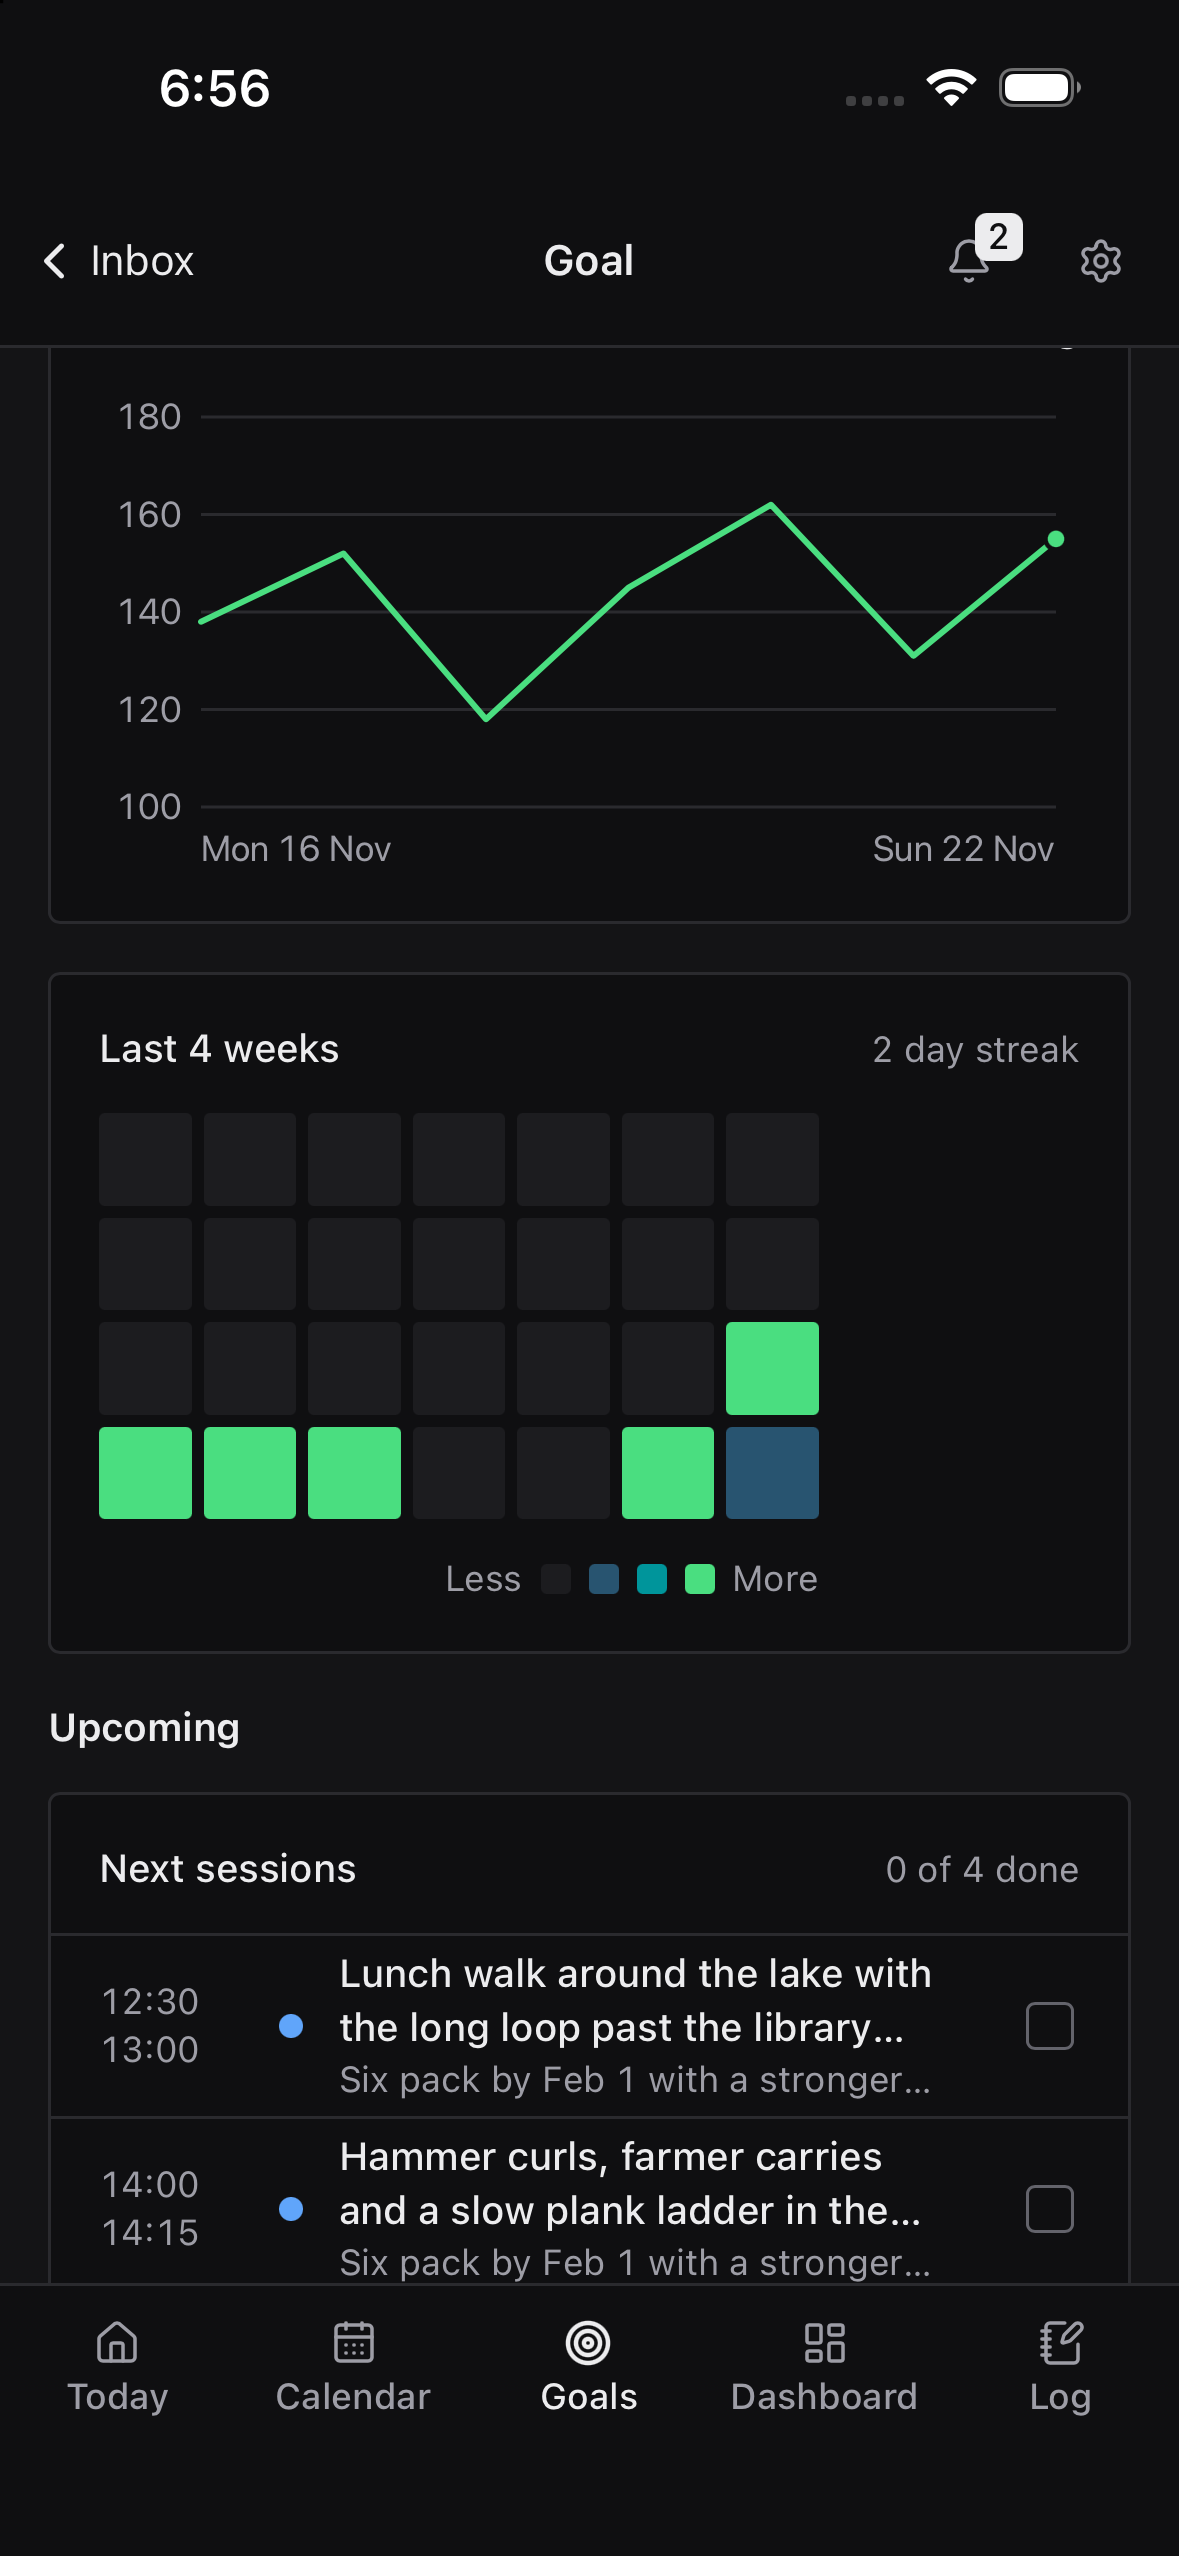 6:56
Inbox
Goal
2
180
160
140
120
100
Mon 16 Nov
Sun 22 Nov
Last 4 weeks
2 day streak
Less
More
Upcoming
Next sessions
0 of 4 done
12:30
13:00
Lunch walk around the lake with
the long loop past the library...
Six pack by Feb 1 with a stronger...
14:00
14:15
Hammer curls, farmer carries
and a slow plank ladder in the...
Six pack by Feb 1 with a stronger...
Today
Calendar
Goals
Dashboard
Log